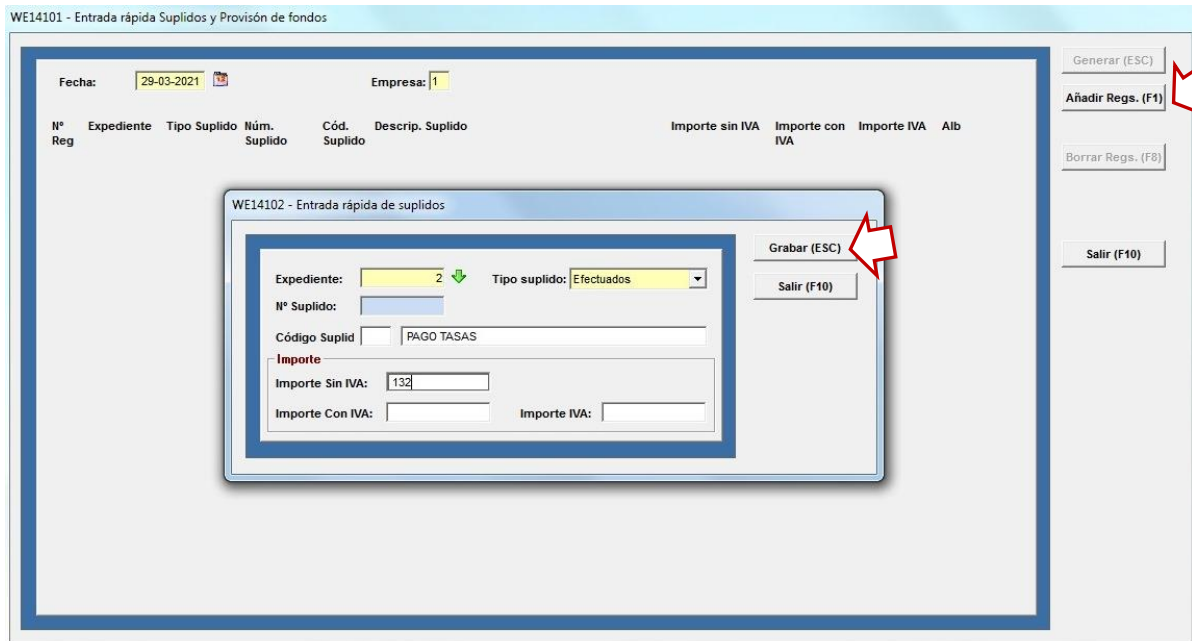 WE14101 - Entrada rápida Suplidos y Provisón de fondos
Generar (ESC)
Fecha: 29-03-2021 Empresa: 1
Añadir Regs. (F1)
Nº Expediente Tipo Suplido Núm. Cód. Descrip. Suplido Importe sin IVA Importe con Importe IVA Alb
Reg Suplido Suplido IVA
Borrar Regs. (F8)
WE14102 - Entrada rápida de suplidos
Grabar (ESC)
Salir (F10)
Expediente: 2 Tipo suplido: Efectuados
Salir (F10)
Nº Suplido:
Código Suplid PAGO TASAS
Importe
Importe Sin IVA: 132
Importe Con IVA: Importe IVA: